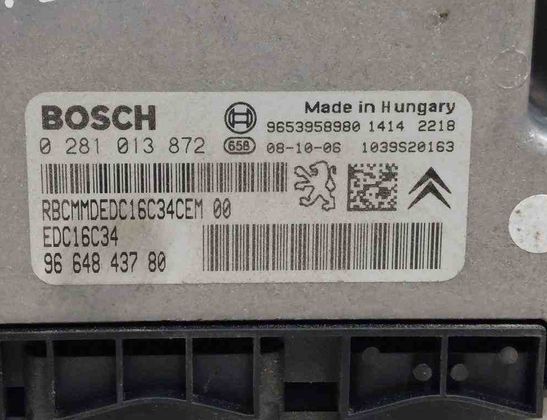 BOSCH
Made in Hungary
9653958980 1414 2218
0 281 013 872 658 08-10-06 1039S20163
RBCMMDEDC16C34CEM 00
EDC16C34
96 648 437 80